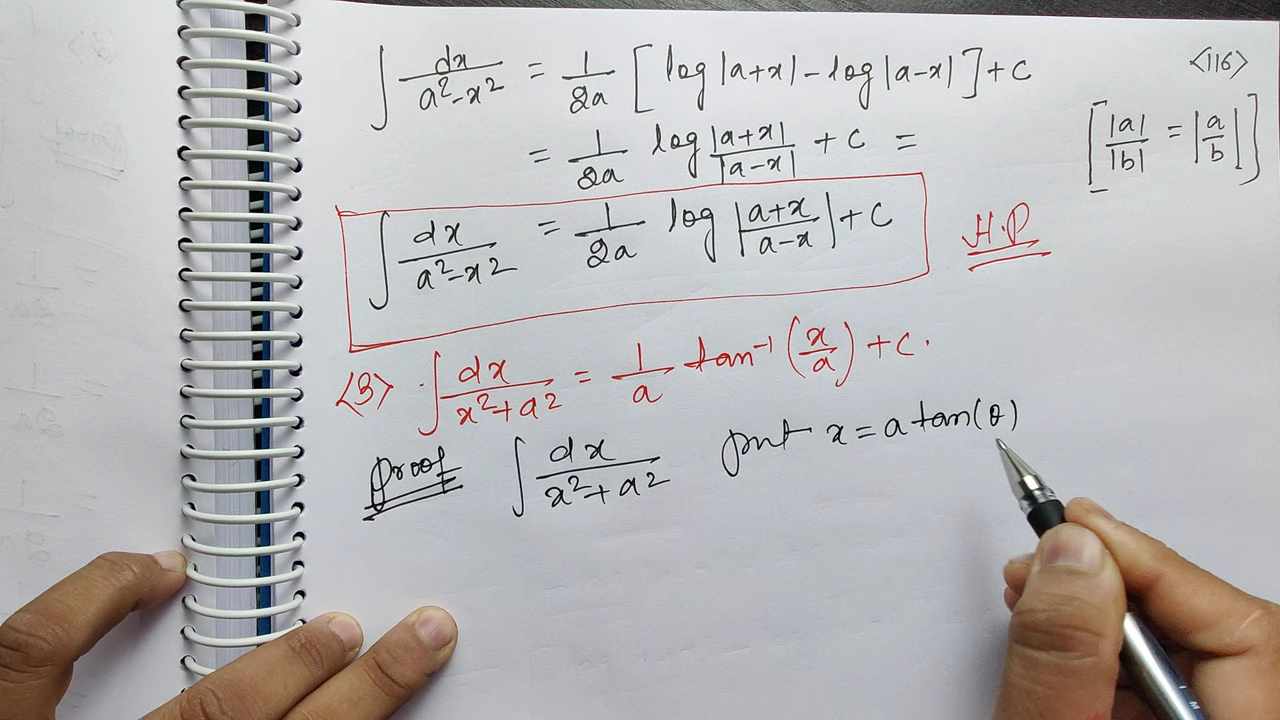 ∫ dx/(a²-x²) = 1/2a [log|a+x| - log|a-x|] + C
<116>
= 1/2a log |a+x|/|a-x| + C =
[|a|/|b| = |a/b|]
∫ dx/(a²-x²) = 1/2a log |(a+x)/(a-x)| + C
H.P
<3> ∫ dx/(x²+a²) = 1/a tan⁻¹(x/a) + C.
Proof ∫ dx/(x²+a²) put x = a tan(θ)